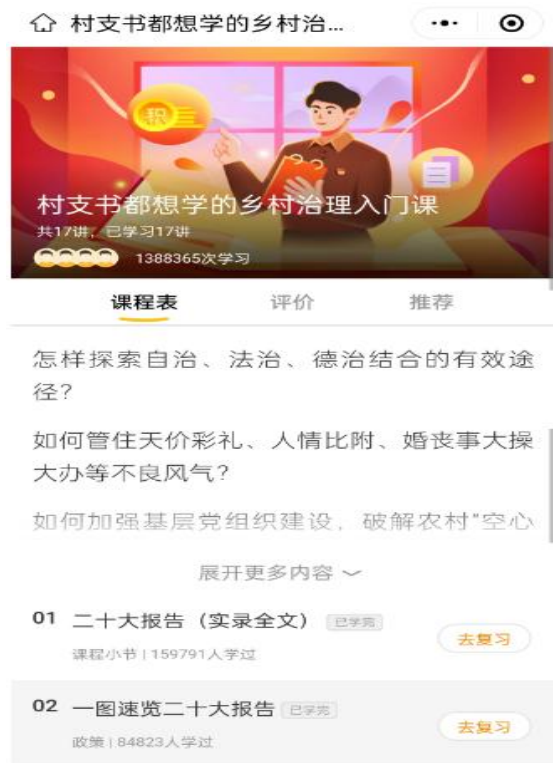 村支书都想学的乡村治...
积
村支书都想学的乡村治理入门课
共17讲，已学习17讲
1388365次学习
课程表 评价 推荐
怎样探索自治、法治、德治结合的有效途
径？
如何管住天价彩礼、人情比附、婚丧事大操
大办等不良风气？
如何加强基层党组织建设，破解农村"空心
展开更多内容
01 二十大报告（实录全文） 已学完
去复习
课程小节 | 159791人学过
02 一图速览二十大报告 已学完
去复习
政策 | 84823人学过